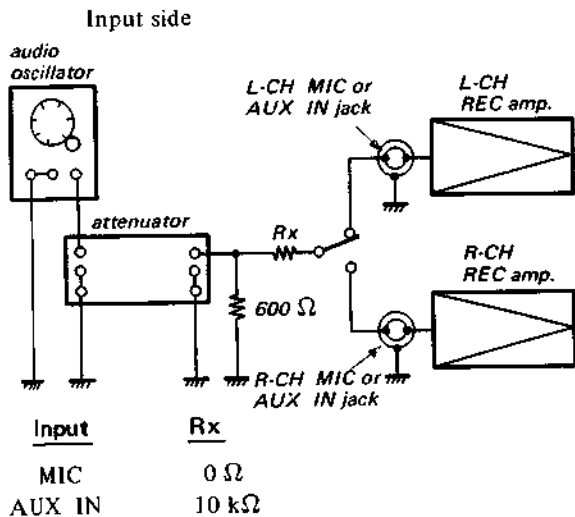 Input side
audio
oscillator
L-CH MIC or
AUX IN jack
L-CH
REC amp.
attenuator
Rx
600 Ω
R-CH
REC amp.
R-CH MIC or
AUX IN jack
Input Rx
MIC 0 Ω
AUX IN 10 kΩ